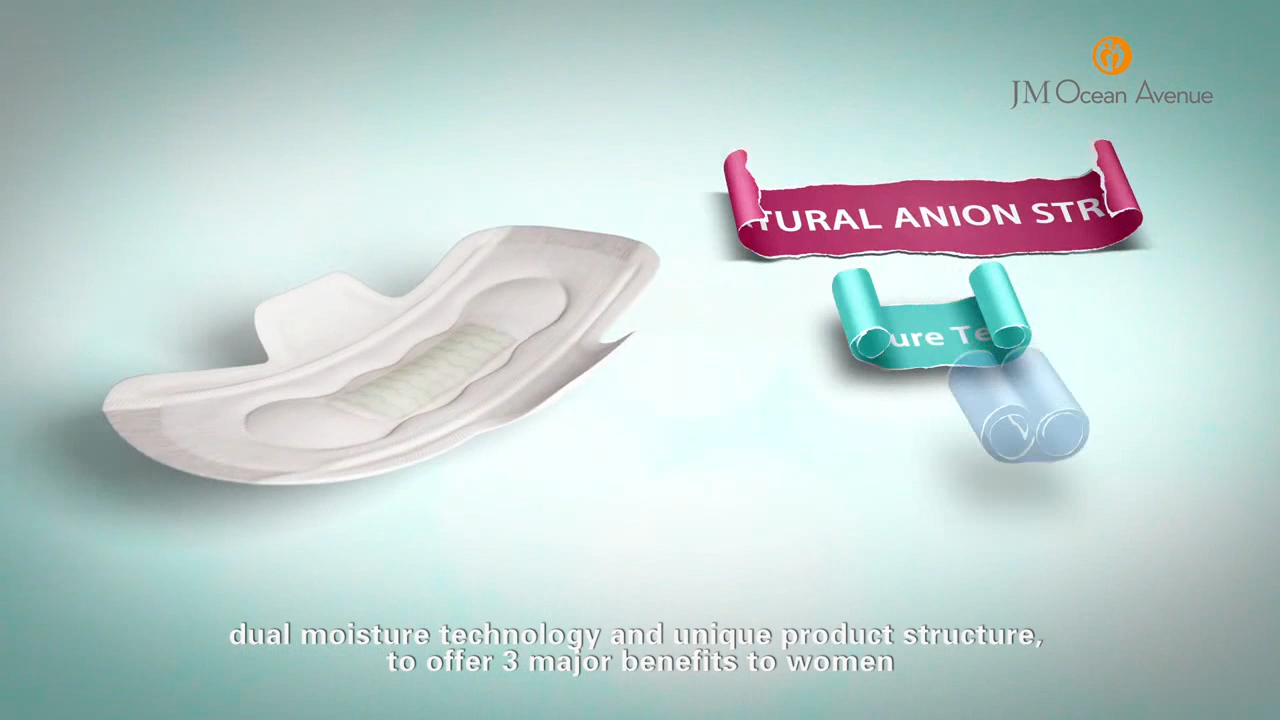 JM Ocean Avenue
TURAL ANION STR
ure Te
dual moisture technology and unique product structure,
to offer 3 major benefits to women